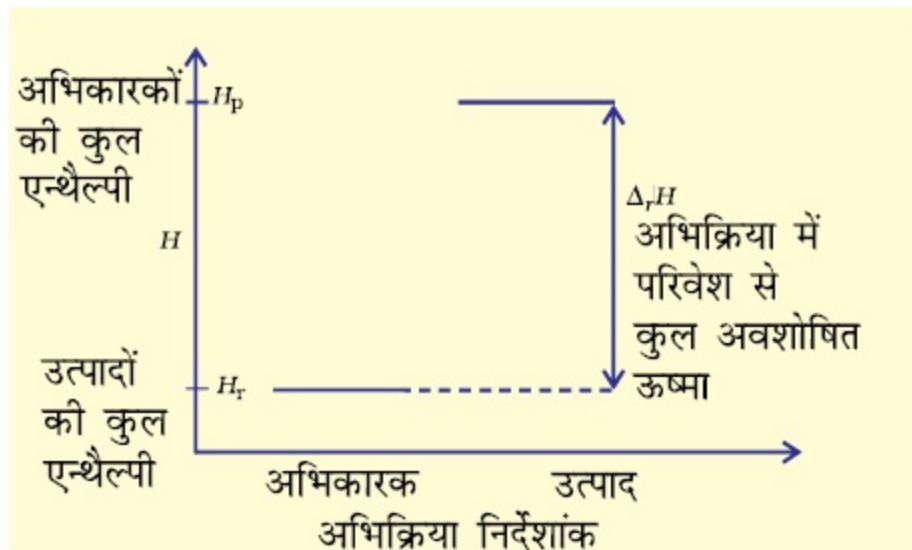 अभिकारकों
की कुल
एन्थैल्पी
Hp
H
ΔrH
अभिक्रिया में
परिवेश से
कुल अवशोषित
ऊष्मा
उत्पादों
की कुल
एन्थैल्पी
Hr
अभिकारक
उत्पाद
अभिक्रिया निर्देशांक